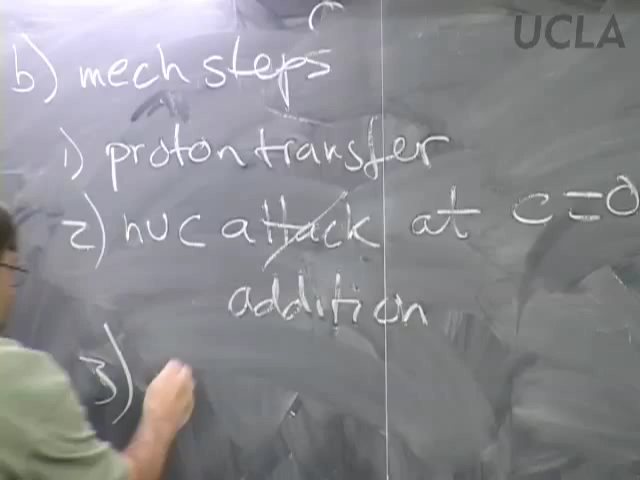 UCLA
b) mech steps
1) proton transfer
2) nuc attack at C=O
addition
3)